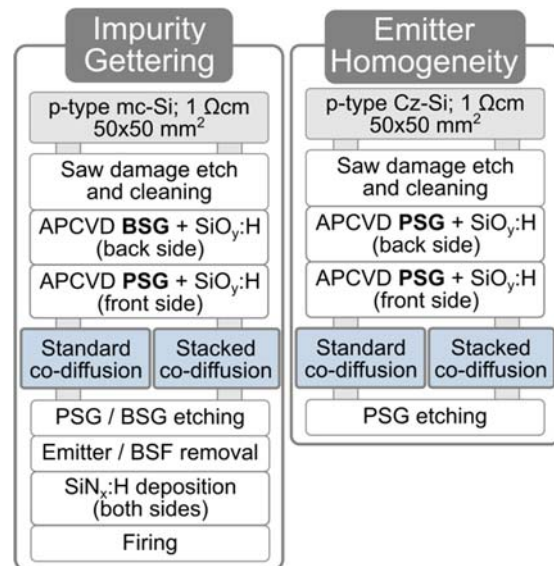 Impurity
Gettering
p-type mc-Si; 1 Ωcm
50x50 mm²
Saw damage etch
and cleaning
APCVD BSG + SiOy:H
(back side)
APCVD PSG + SiOy:H
(front side)
Standard
co-diffusion
Stacked
co-diffusion
PSG / BSG etching
Emitter / BSF removal
SiNx:H deposition
(both sides)
Firing
Emitter
Homogeneity
p-type Cz-Si; 1 Ωcm
50x50 mm²
Saw damage etch
and cleaning
APCVD PSG + SiOy:H
(back side)
APCVD PSG + SiOy:H
(front side)
Standard
co-diffusion
Stacked
co-diffusion
PSG etching